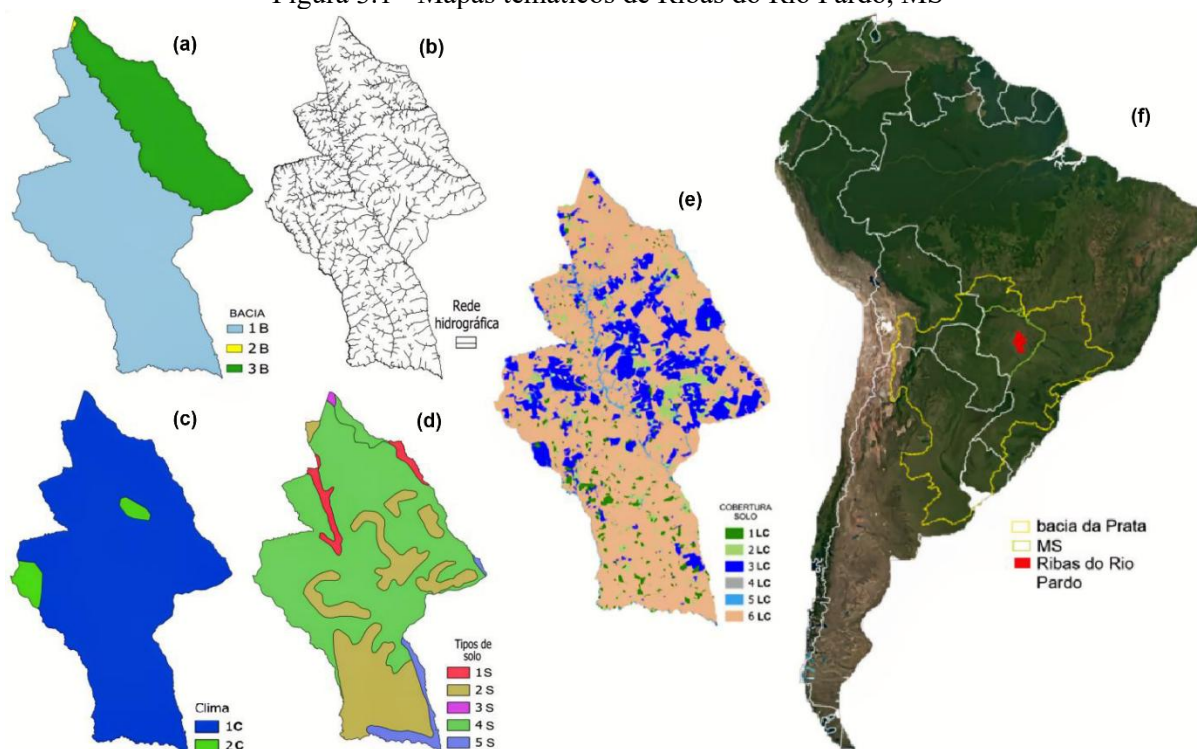 Figura 3.1 - Mapas temáticos de Ribas do Rio Pardo, MS
(a)
BACIA
1 B
2 B
3 B
(b)
Rede
hidrográfica
(c)
Clima
1 C
2 C
(d)
Tipos de
solo
1 S
2 S
3 S
4 S
5 S
(e)
COBERTURA
SOLO
1 LC
2 LC
3 LC
4 LC
5 LC
6 LC
(f)
bacia da Prata
MS
Ribas do Rio
Pardo